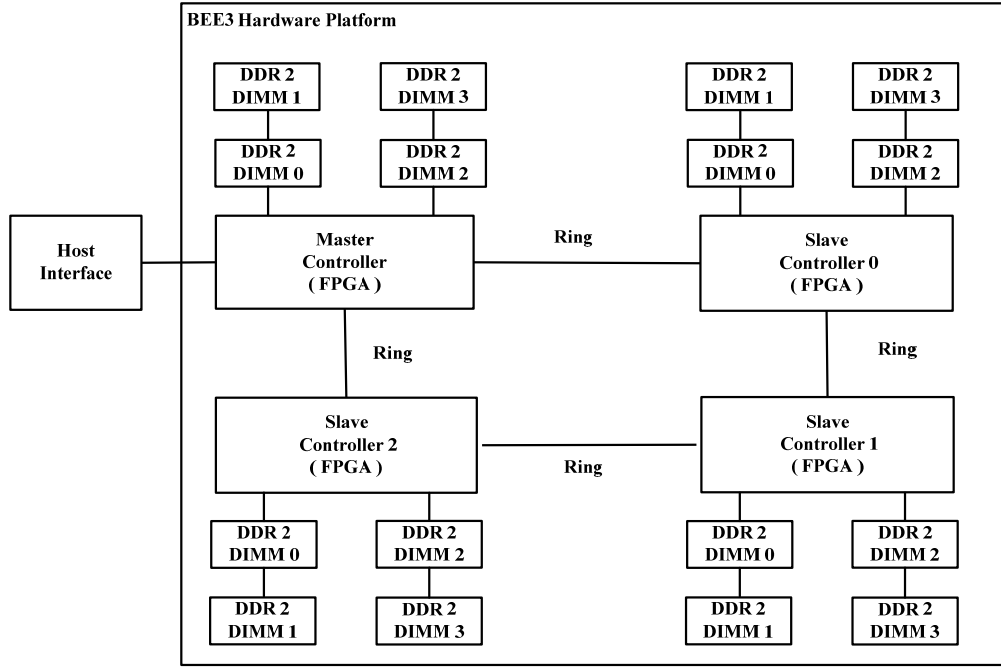 BEE3 Hardware Platform
DDR 2
DIMM 1
DDR 2
DIMM 3
DDR 2
DIMM 1
DDR 2
DIMM 3
DDR 2
DIMM 0
DDR 2
DIMM 2
DDR 2
DIMM 0
DDR 2
DIMM 2
Host
Interface
Master
Controller
( FPGA )
Ring
Slave
Controller 0
( FPGA )
Ring
Ring
Slave
Controller 2
( FPGA )
Ring
Slave
Controller 1
( FPGA )
DDR 2
DIMM 0
DDR 2
DIMM 2
DDR 2
DIMM 0
DDR 2
DIMM 2
DDR 2
DIMM 1
DDR 2
DIMM 3
DDR 2
DIMM 1
DDR 2
DIMM 3